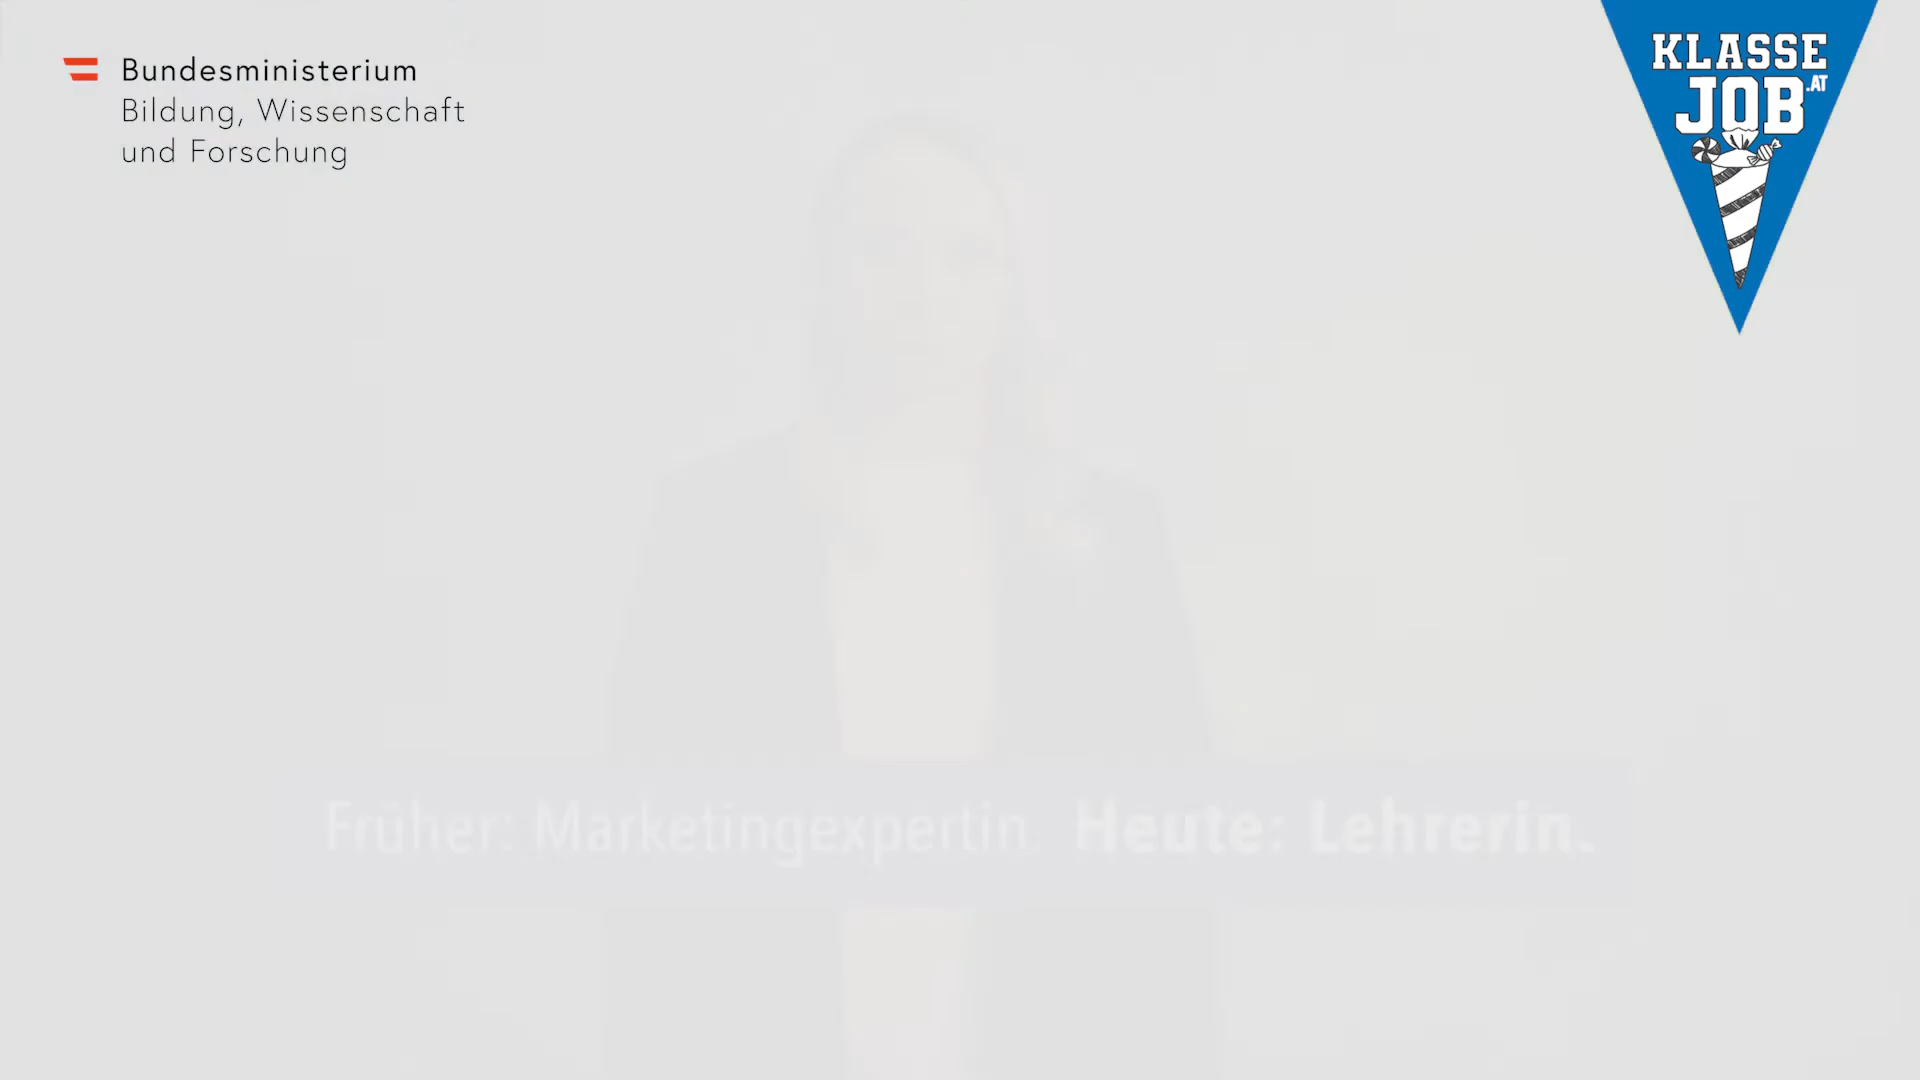 Bundesministerium
Bildung, Wissenschaft
und Forschung
KLASSE
JOB
.AT
Früher: Marketingexpertin. Heute: Lehrerin.